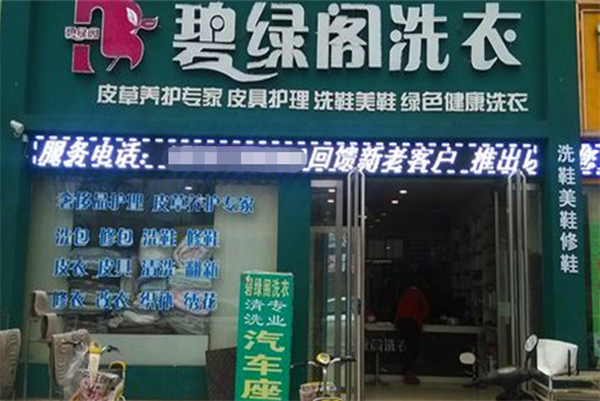 碧绿阁
碧绿阁洗衣
皮草养护专家 皮具护理 洗鞋美鞋 绿色健康洗衣
服务电话: 回馈新老客户 推出
奢侈品护理 皮草养护专家
洗包 修包 洗鞋 修鞋
皮衣 皮具 清洗 翻新
修衣 改衣 织补 绣花
洗鞋美鞋修鞋
碧绿阁洗衣
清洗
专业
汽车座
洗衣